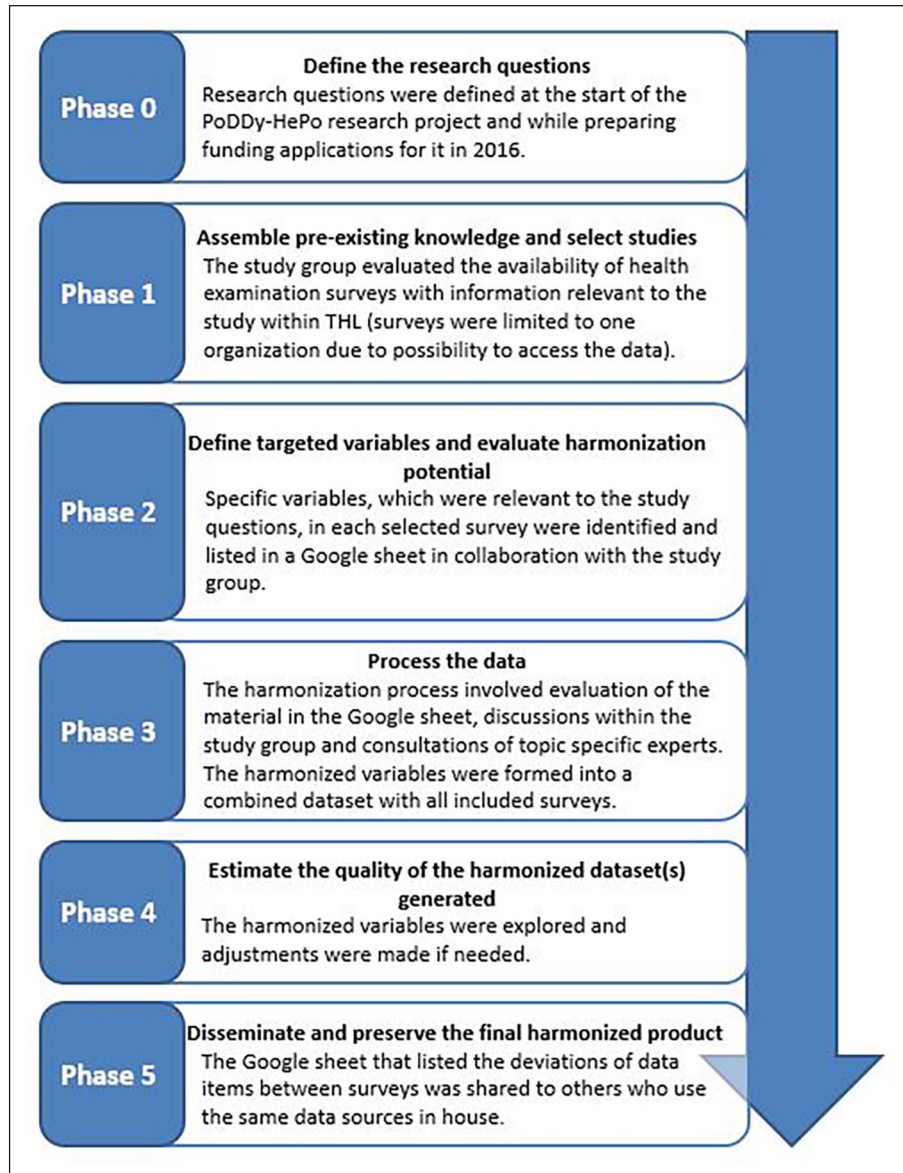 Phase 0
Define the research questions
Research questions were defined at the start of the
PoDDy-HePo research project and while preparing
funding applications for it in 2016.
Phase 1
Assemble pre-existing knowledge and select studies
The study group evaluated the availability of health
examination surveys with information relevant to the
study within THL (surveys were limited to one
organization due to possibility to access the data).
Phase 2
Define targeted variables and evaluate harmonization
potential
Specific variables, which were relevant to the study
questions, in each selected survey were identified and
listed in a Google sheet in collaboration with the study
group.
Phase 3
Process the data
The harmonization process involved evaluation of the
material in the Google sheet, discussions within the
study group and consultations of topic specific experts.
The harmonized variables were formed into a
combined dataset with all included surveys.
Phase 4
Estimate the quality of the harmonized dataset(s)
generated
The harmonized variables were explored and
adjustments were made if needed.
Phase 5
Disseminate and preserve the final harmonized product
The Google sheet that listed the deviations of data
items between surveys was shared to others who use
the same data sources in house.